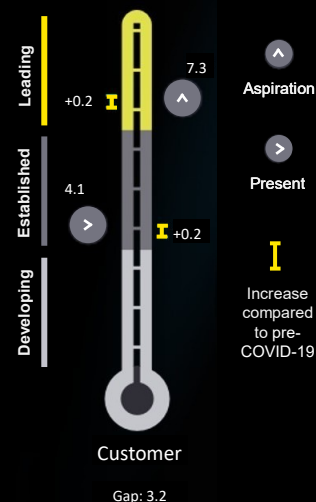 Leading
+0.2
7.3
Aspiration
Established
4.1
Present
+0.2
Developing
Increase
compared
to pre-
COVID-19
Customer
Gap: 3.2